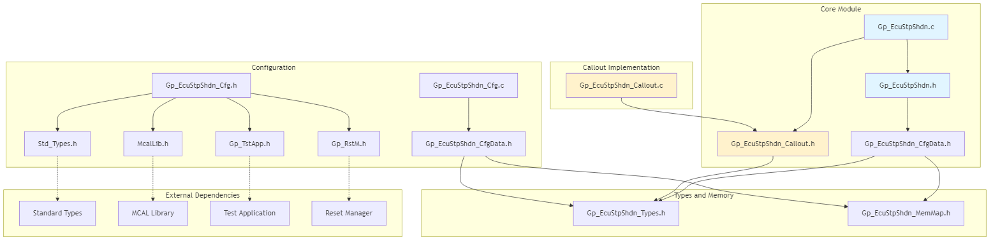 Core Module
Gp_EcuStpShdn.c
Configuration
Callout Implementation
Gp_EcuStpShdn_Cfg.h
Gp_EcuStpShdn_Cfg.c
Gp_EcuStpShdn_Callout.c
Gp_EcuStpShdn.h
Std_Types.h
McalLib.h
Gp_TstApp.h
Gp_RstM.h
Gp_EcuStpShdn_CfgData.h
Gp_EcuStpShdn_Callout.h
Gp_EcuStpShdn_CfgData.h
External Dependencies
Types and Memory
Standard Types
MCAL Library
Test Application
Reset Manager
Gp_EcuStpShdn_Types.h
Gp_EcuStpShdn_MemMap.h